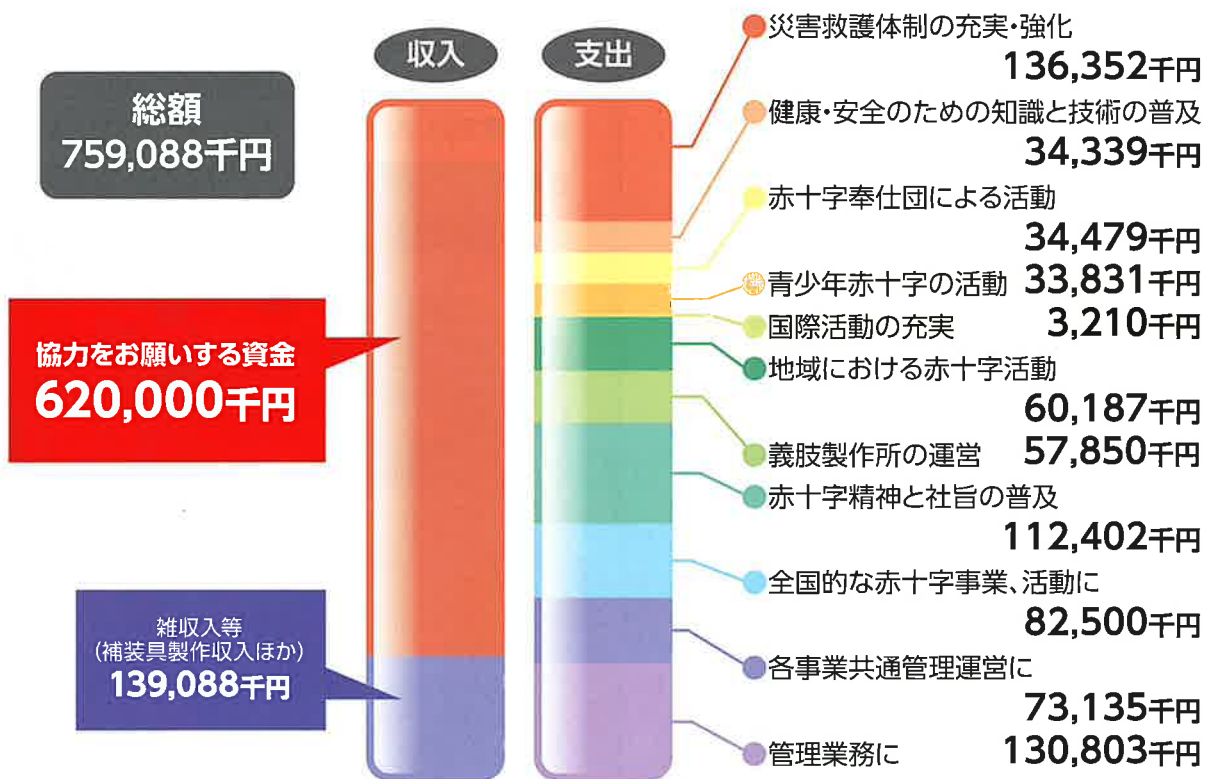 収入
支出
総額
759,088千円
協力をお願いする資金
620,000千円
雑収入等
(補装具製作収入ほか)
139,088千円
災害救護体制の充実・強化
136,352千円
健康・安全のための知識と技術の普及
34,339千円
赤十字奉仕団による活動
34,479千円
青少年赤十字の活動 33,831千円
国際活動の充実 3,210千円
地域における赤十字活動
60,187千円
義肢製作所の運営 57,850千円
赤十字精神と社旨の普及
112,402千円
全国的な赤十字事業、活動に
82,500千円
各事業共通管理運営に
73,135千円
管理業務に 130,803千円